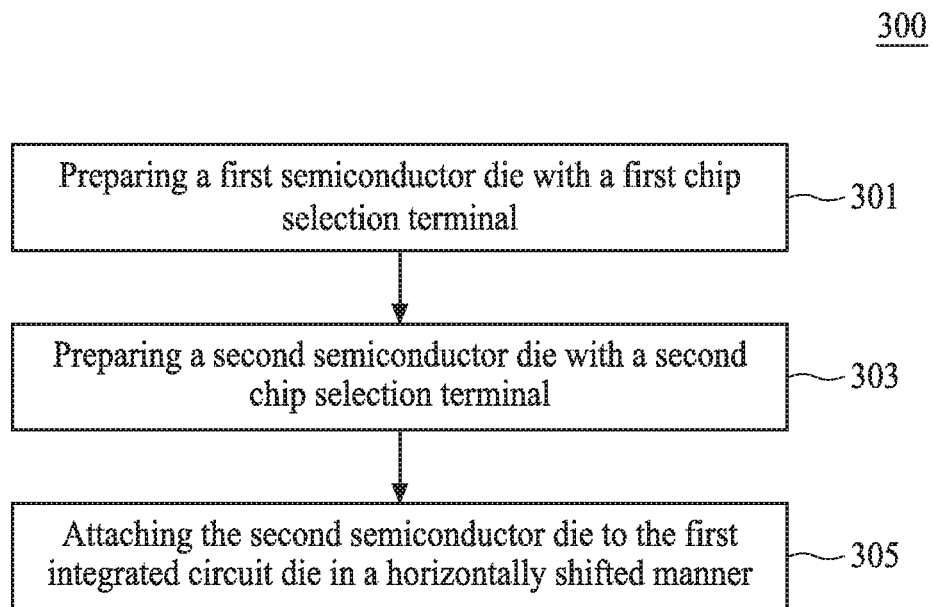 300
Preparing a first semiconductor die with a first chip
selection terminal
301
Preparing a second semiconductor die with a second
chip selection terminal
303
Attaching the second semiconductor die to the first
integrated circuit die in a horizontally shifted manner
305